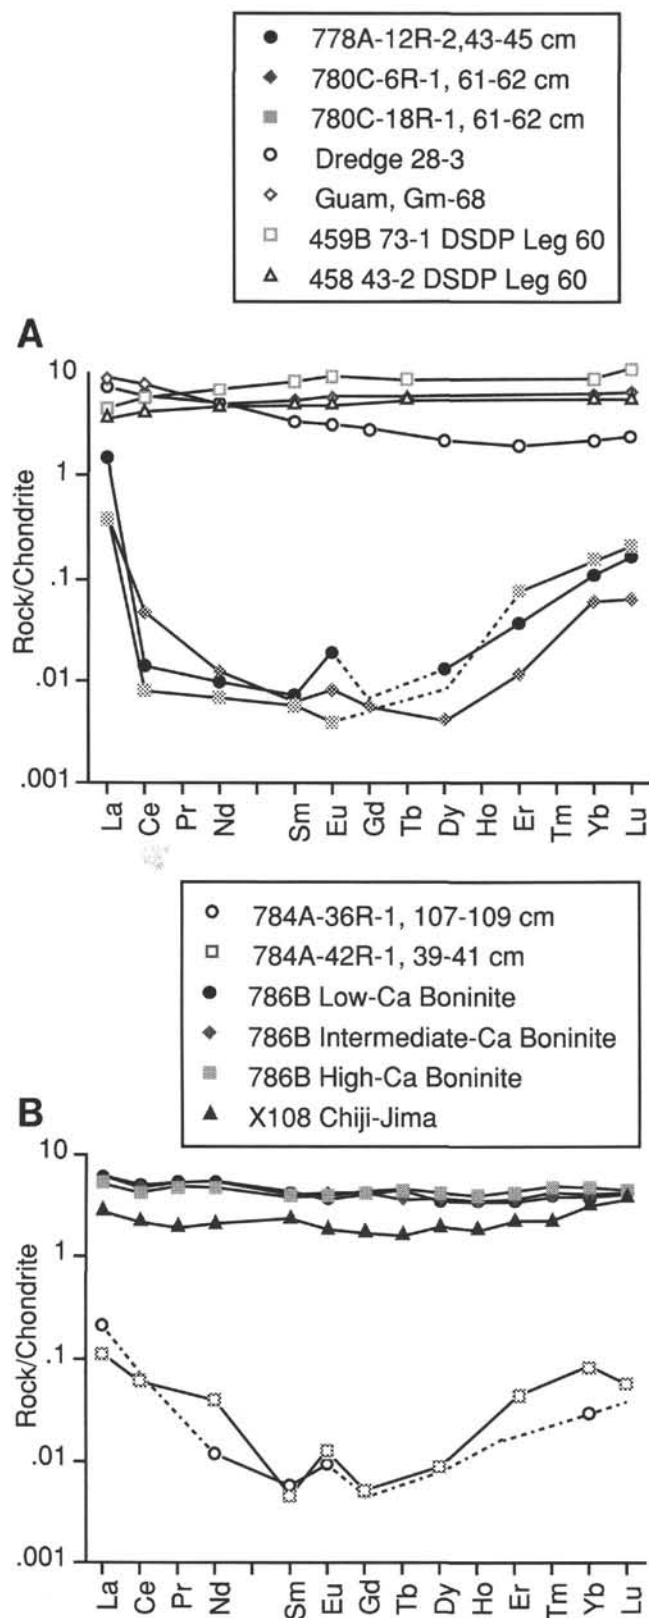 778A-12R-2,43-45 cm
780C-6R-1, 61-62 cm
780C-18R-1, 61-62 cm
Dredge 28-3
Guam, Gm-68
459B 73-1 DSDP Leg 60
458 43-2 DSDP Leg 60
A
10
1
.1
.01
.001
Rock/Chondrite
La Ce Pr Nd Sm Eu Gd Tb Dy Ho Er Tm Yb Lu
784A-36R-1, 107-109 cm
784A-42R-1, 39-41 cm
786B Low-Ca Boninite
786B Intermediate-Ca Boninite
786B High-Ca Boninite
X108 Chiji-Jima
B
10
1
.1
.01
.001
Rock/Chondrite
La Ce Pr Nd Sm Eu Gd Tb Dy Ho Er Tm Yb Lu